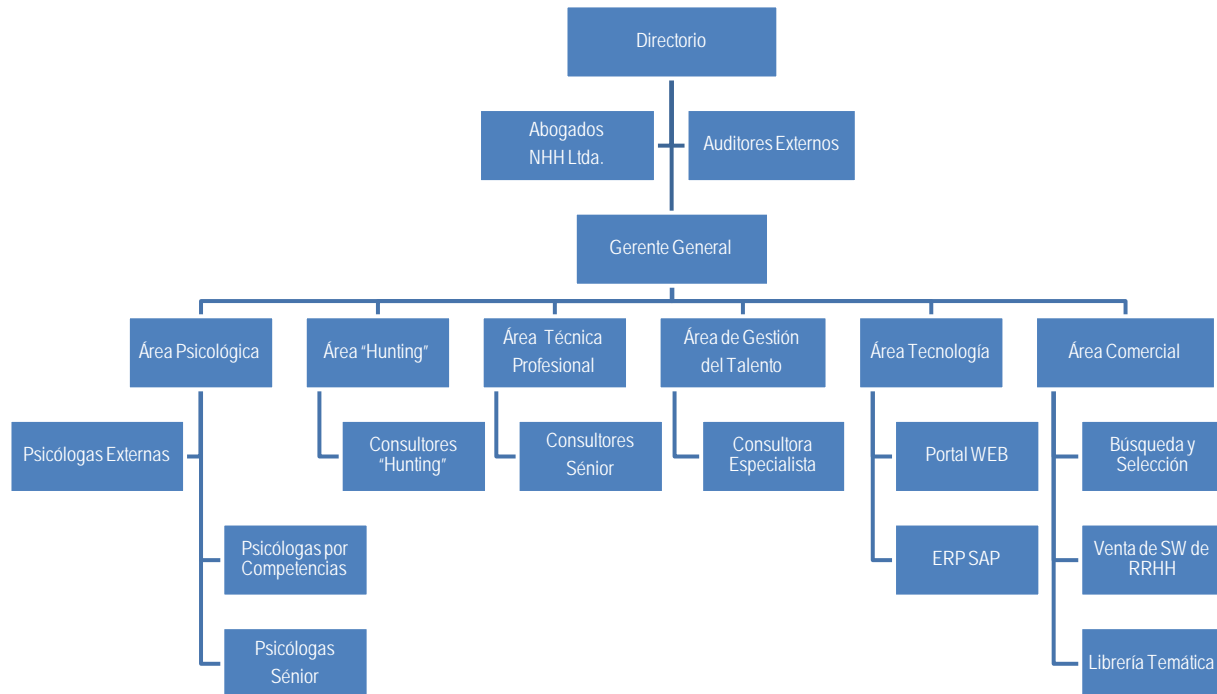 Directorio
Abogados
NHH Ltda.
Auditores Externos
Gerente General
Área Psicológica
Área "Hunting"
Área Técnica
Profesional
Área de Gestión
del Talento
Área Tecnología
Área Comercial
Psicólogas Externas
Consultores
"Hunting"
Consultores
Sénior
Consultora
Especialista
Portal WEB
Búsqueda y
Selección
Psicólogas por
Competencias
ERP SAP
Venta de SW de
RRHH
Psicólogas
Sénior
Librería Temática